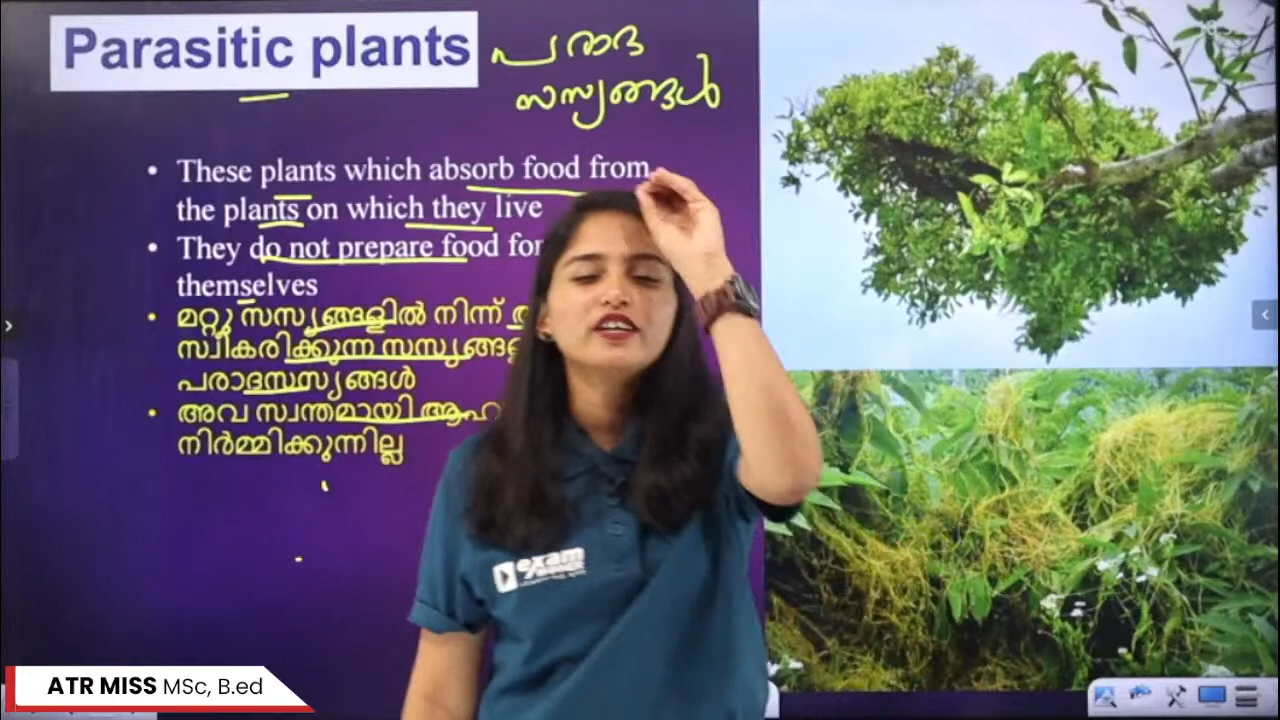 Parasitic plants
പരാദ
സസ്യങ്ങൾ
• These plants which absorb food from
the plants on which they live
• They do not prepare food for
themselves
• മറ്റു സസ്യങ്ങളിൽ നിന്ന്
സ്വീകരിക്കുന്ന സസ്യങ്ങ
പരാദസസ്യങ്ങൾ
• അവ സ്വന്തമായി ആഹ
നിർമ്മിക്കുന്നില്ല
exam
ATR MISS MSc, B.ed